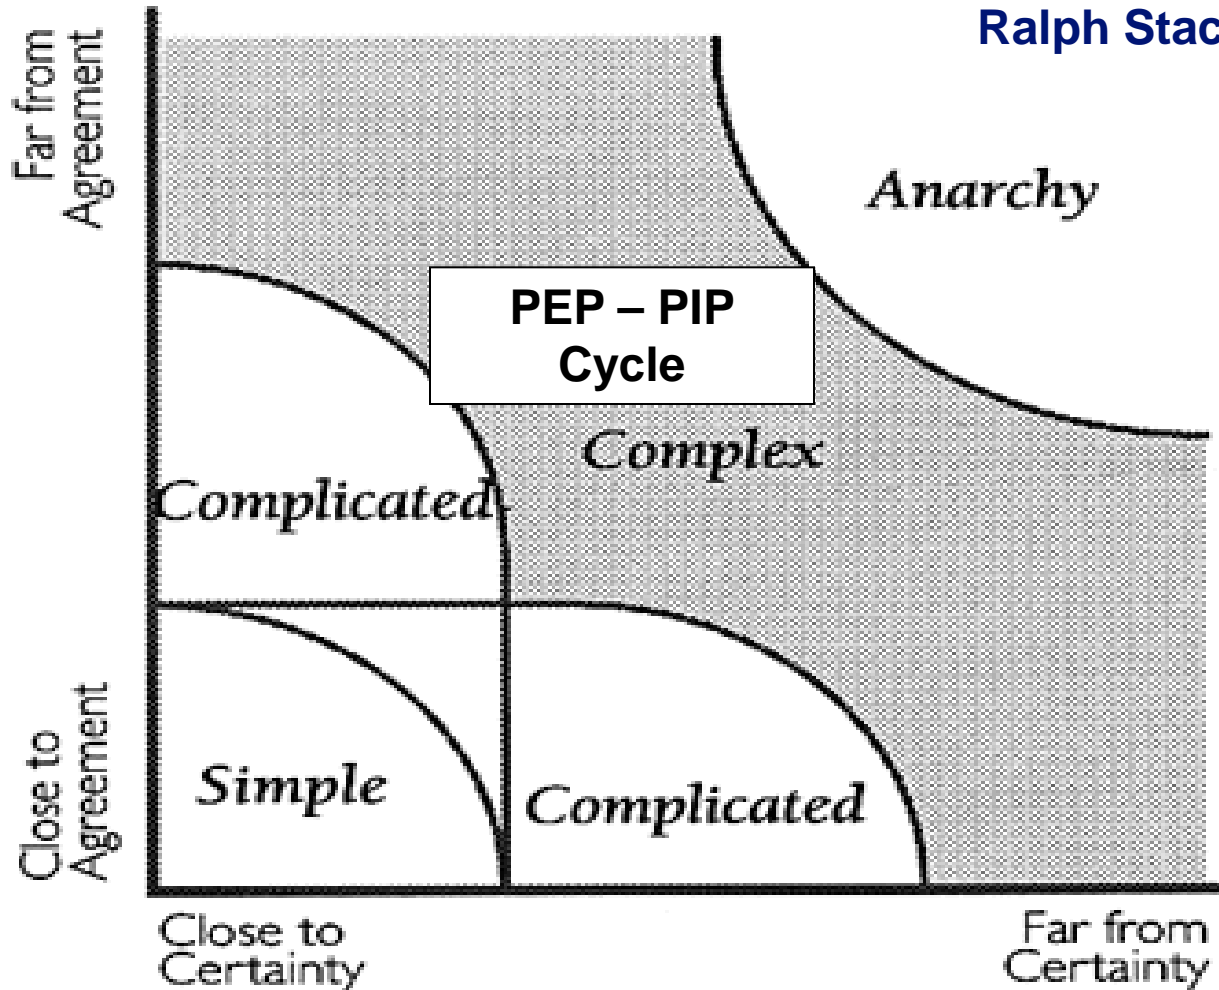 Ralph Stac
Far from
Agreement
Anarchy
PEP – PIP
Cycle
Complex
Complicated
Simple
Complicated
Close to
Agreement
Close to
Certainty
Far from
Certainty